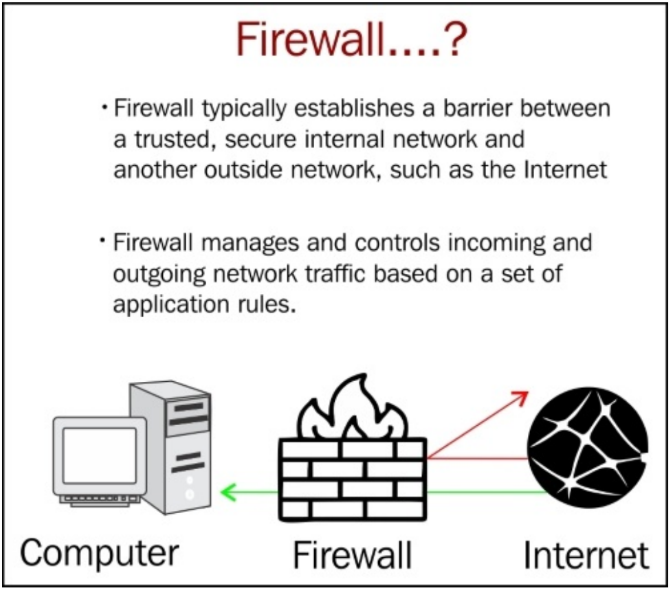 Firewall....?
· Firewall typically establishes a barrier between
a trusted, secure internal network and
another outside network, such as the Internet
· Firewall manages and controls incoming and
outgoing network traffic based on a set of
application rules.
Computer
Firewall
Internet